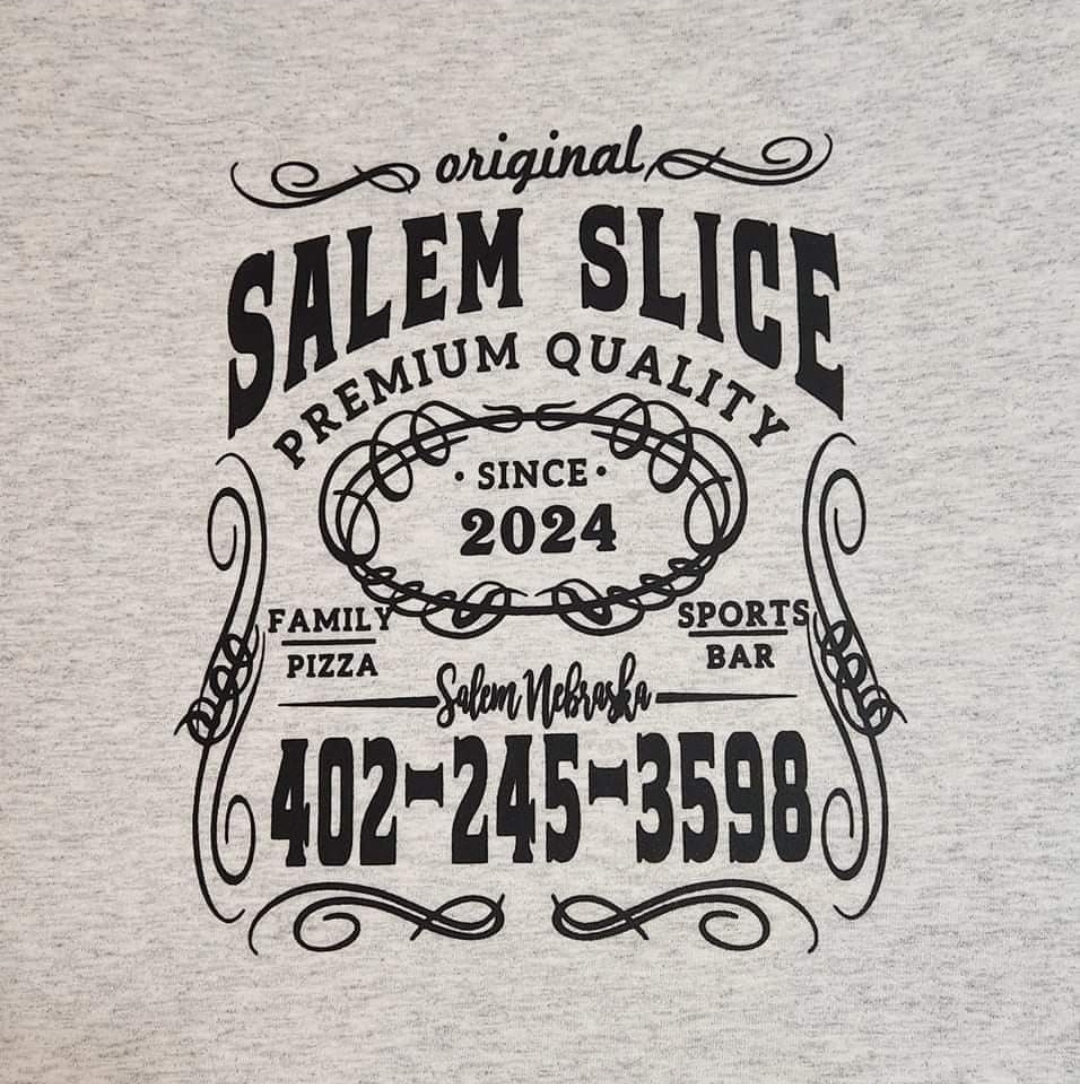 original
SALEM SLICE
PREMIUM QUALITY
· SINCE ·
2024
FAMILY
PIZZA
SPORTS
BAR
Salem Nebraska
402-245-3598